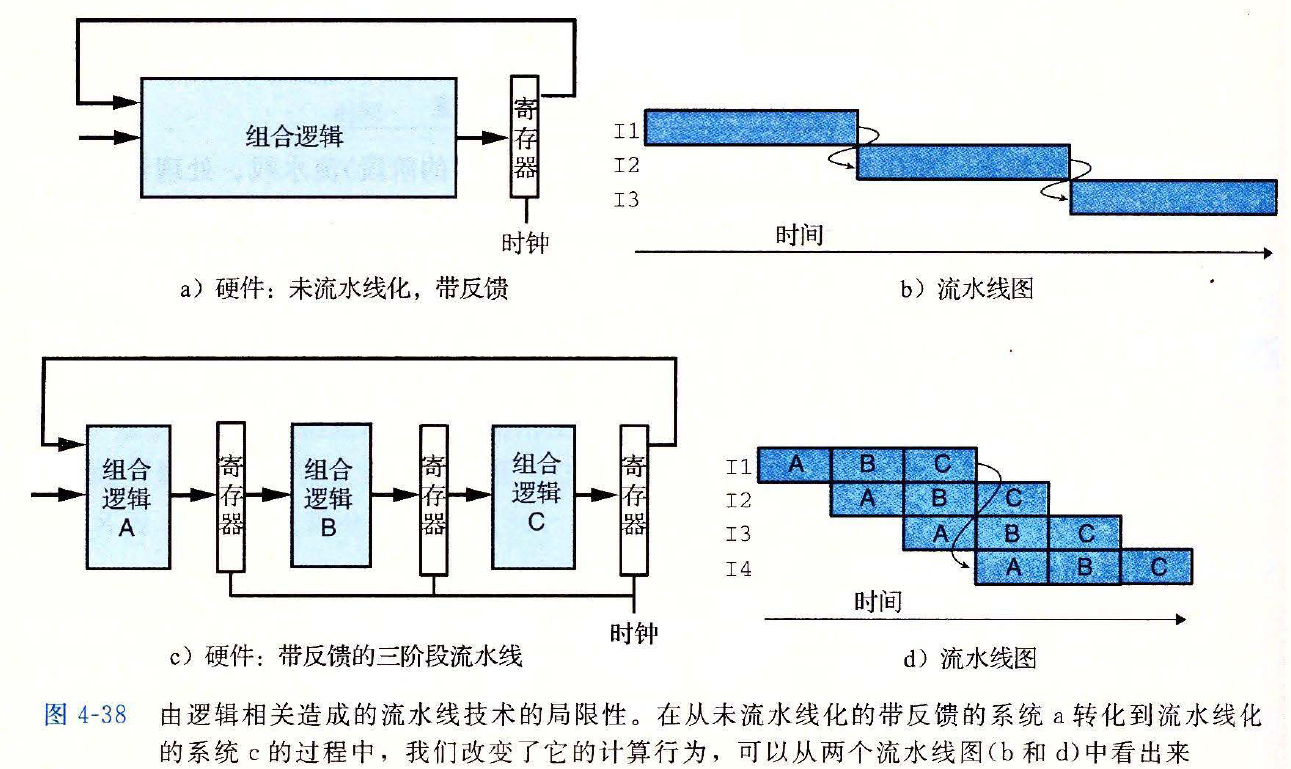 组合逻辑
寄存器
时钟
a）硬件：未流水线化，带反馈
I1
I2
I3
时间
b）流水线图
组合逻辑A
寄存器
组合逻辑B
寄存器
组合逻辑C
寄存器
时钟
c）硬件：带反馈的三阶段流水线
I1 A B C
I2 A B C
I3 A B C
I4 A B C
时间
d）流水线图
图 4-38 由逻辑相关造成的流水线技术的局限性。在从未流水线化的带反馈的系统 a 转化到流水线化
的系统 c 的过程中，我们改变了它的计算行为，可以从两个流水线图(b 和 d)中看出来